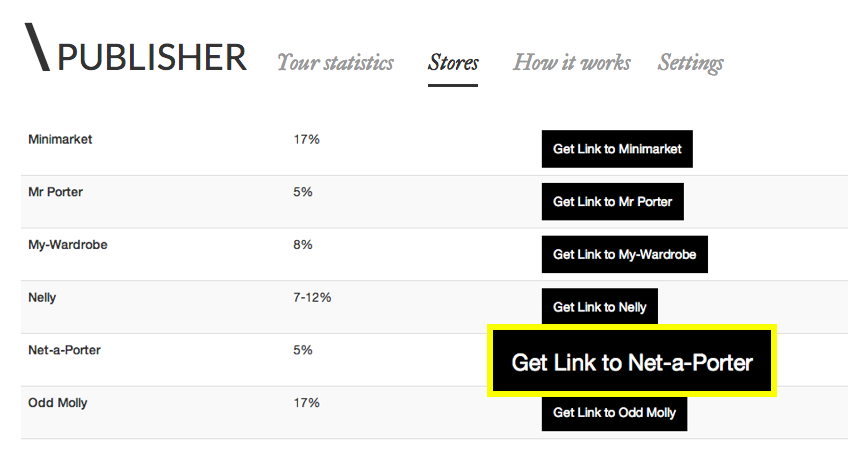 \PUBLISHER Your statistics Stores How it works Settings
Minimarket 17% Get Link to Minimarket
Mr Porter 5% Get Link to Mr Porter
My-Wardrobe 8% Get Link to My-Wardrobe
Nelly 7-12% Get Link to Nelly
Net-a-Porter 5% Get Link to Net-a-Porter
Odd Molly 17% Get Link to Odd Molly